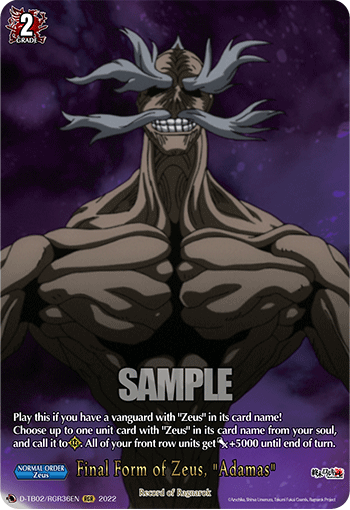 2
GRADE
SAMPLE
Play this if you have a vanguard with "Zeus" in its card name!
Choose up to one unit card with "Zeus" in its card name from your soul,
and call it to. All of your front row units get +5000 until end of turn.
NORMAL ORDER
Zeus
Final Form of Zeus, "Adamas"
D-TB02/RGR36EN RGR 2022
Record of Ragnarok